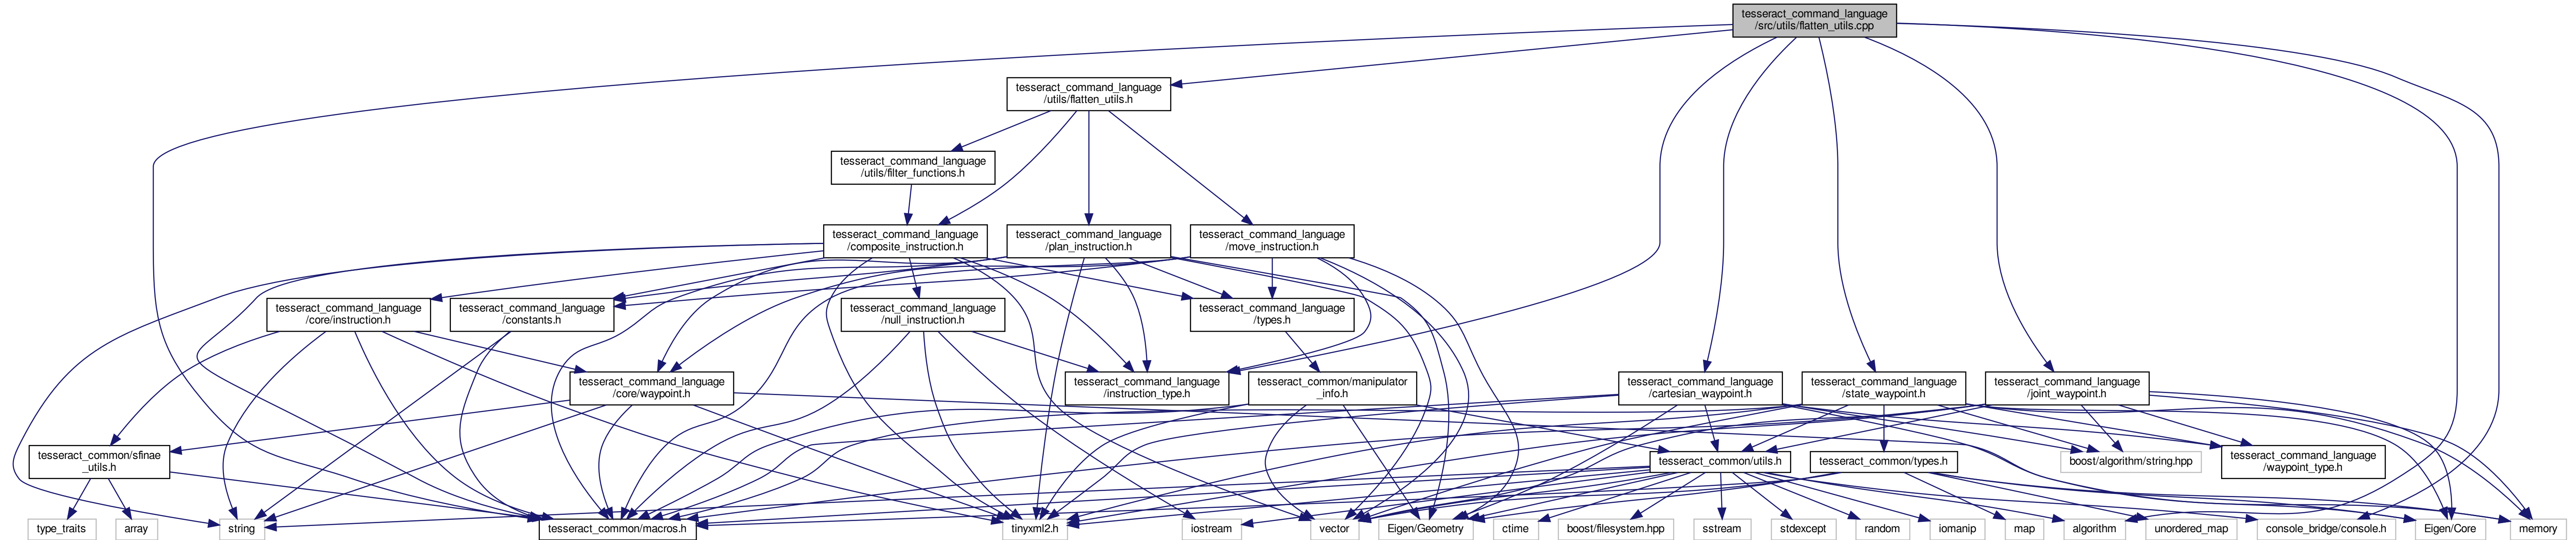 tesseract_command_language
/src/utils/flatten_utils.cpp
tesseract_command_language
/utils/flatten_utils.h
tesseract_command_language
/utils/filter_functions.h
tesseract_command_language
/composite_instruction.h
tesseract_command_language
/plan_instruction.h
tesseract_command_language
/move_instruction.h
tesseract_command_language
/core/instruction.h
tesseract_command_language
/constants.h
tesseract_command_language
/null_instruction.h
tesseract_command_language
/types.h
tesseract_command_language
/core/waypoint.h
tesseract_command_language
/instruction_type.h
tesseract_common/manipulator
_info.h
tesseract_command_language
/cartesian_waypoint.h
tesseract_command_language
/state_waypoint.h
tesseract_command_language
/joint_waypoint.h
tesseract_common/sfinae
_utils.h
tesseract_common/utils.h
tesseract_common/types.h
boost/algorithm/string.hpp
tesseract_command_language
/waypoint_type.h
type_traits
array
string
tesseract_common/macros.h
tinyxml2.h
iostream
vector
Eigen/Geometry
ctime
boost/filesystem.hpp
sstream
stdexcept
random
iomanip
map
algorithm
unordered_map
console_bridge/console.h
Eigen/Core
memory